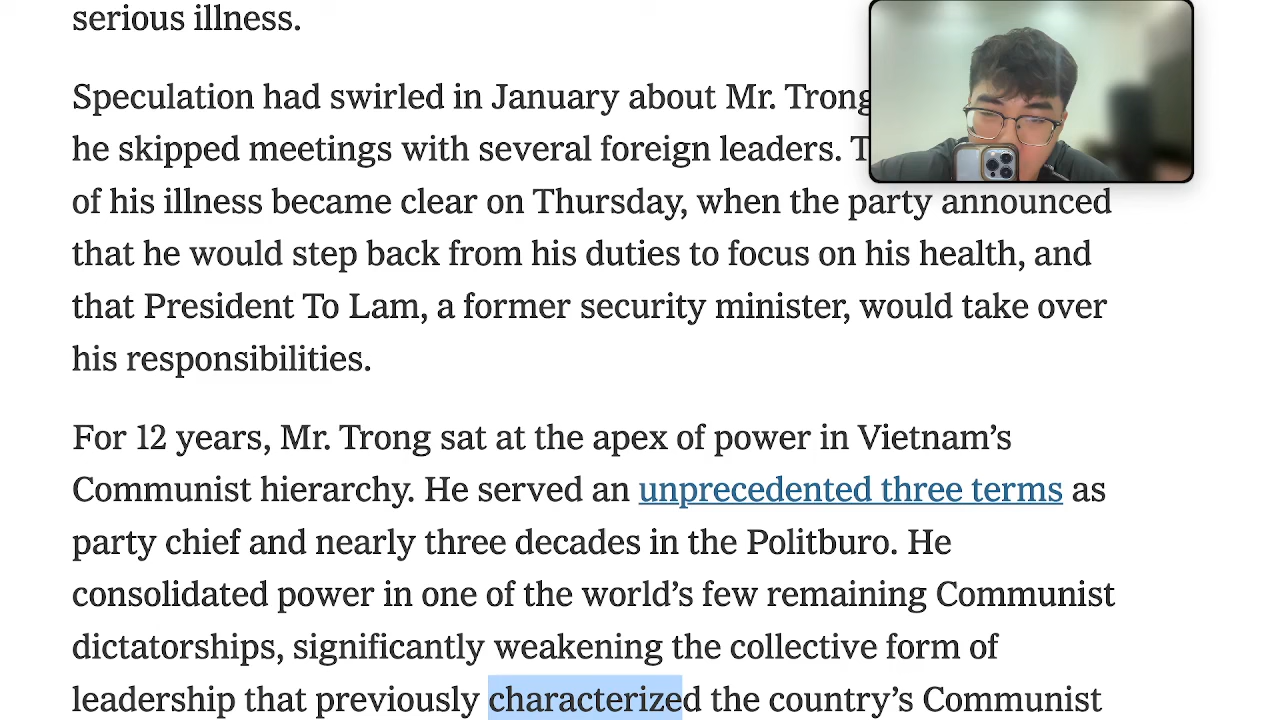 serious illness.
Speculation had swirled in January about Mr. Trong
he skipped meetings with several foreign leaders.
of his illness became clear on Thursday, when the party announced
that he would step back from his duties to focus on his health, and
that President To Lam, a former security minister, would take over
his responsibilities.
For 12 years, Mr. Trong sat at the apex of power in Vietnam’s
Communist hierarchy. He served an unprecedented three terms as
party chief and nearly three decades in the Politburo. He
consolidated power in one of the world’s few remaining Communist
dictatorships, significantly weakening the collective form of
leadership that previously characterized the country’s Communist